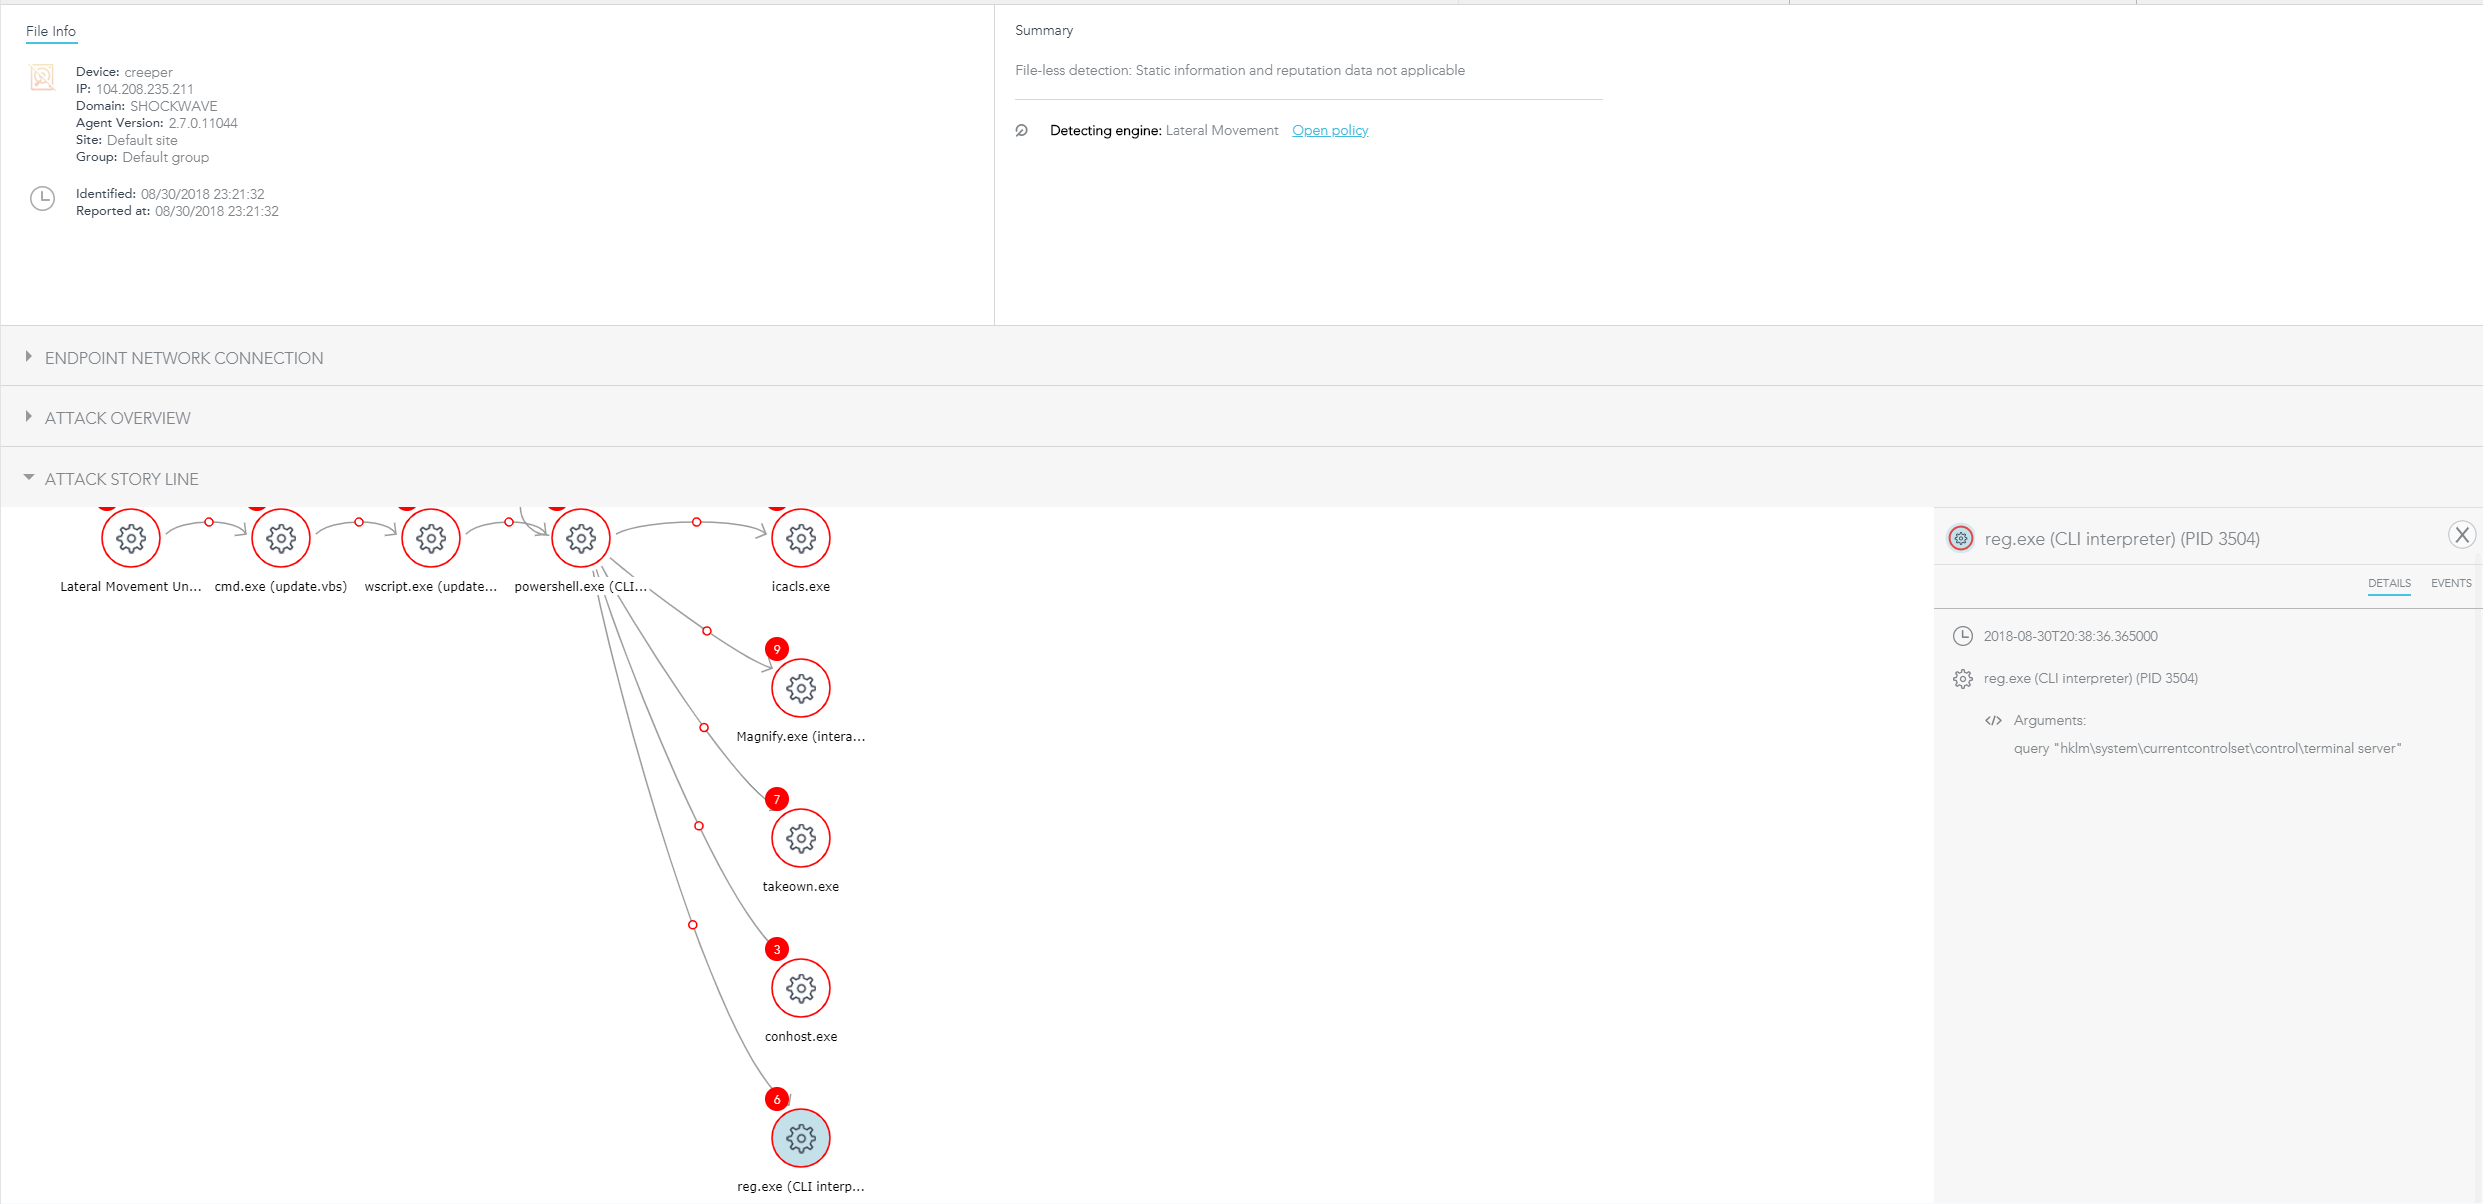 File Info
Device: creeper
IP: 104.208.235.211
Domain: SHOCKWAVE
Agent Version: 2.7.0.11044
Site: Default site
Group: Default group
Identified: 08/30/2018 23:21:32
Reported at: 08/30/2018 23:21:32
Summary
File-less detection: Static information and reputation data not applicable
Detecting engine: Lateral Movement Open policy
ENDPOINT NETWORK CONNECTION
ATTACK OVERVIEW
ATTACK STORY LINE
Lateral Movement Un...
cmd.exe (update.vbs)
wscript.exe (update...
powershell.exe (CLI...
icacls.exe
9
Magnify.exe (intera...
7
takeown.exe
3
conhost.exe
6
reg.exe (CLI interp...
reg.exe (CLI interpreter) (PID 3504)
X
DETAILS EVENTS
2018-08-30T20:38:36.365000
reg.exe (CLI interpreter) (PID 3504)
</> Arguments:
query "hklm\system\currentcontrolset\control\terminal server"